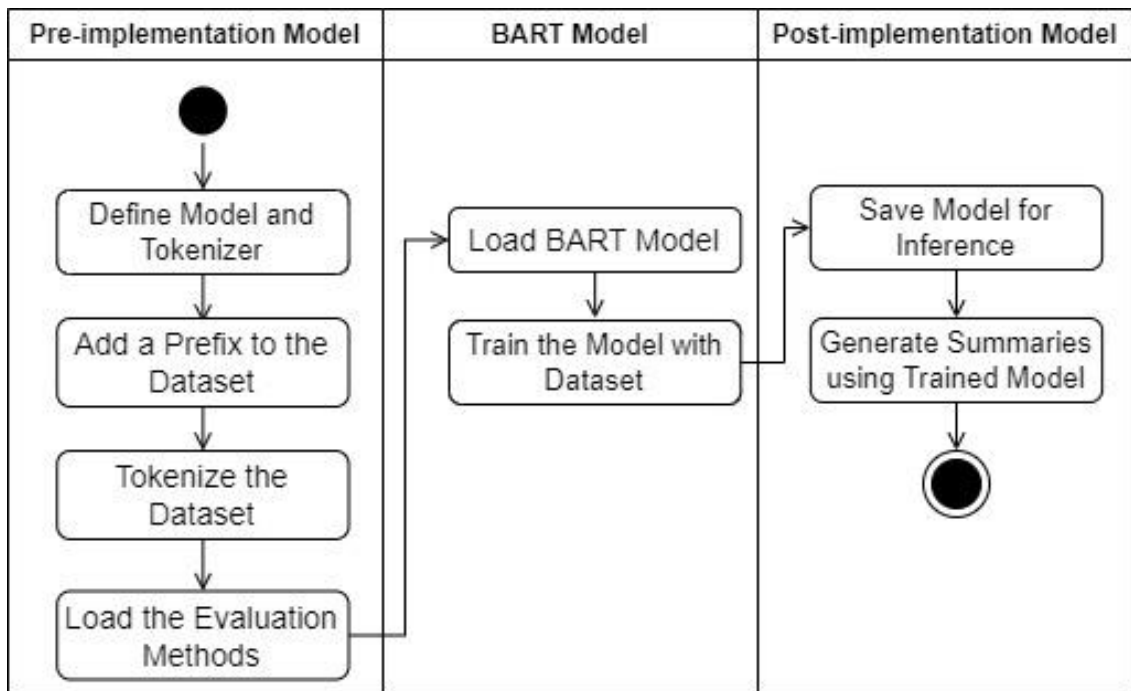 Pre-implementation Model
BART Model
Post-implementation Model
Define Model and
Tokenizer
Add a Prefix to the
Dataset
Tokenize the
Dataset
Load the Evaluation
Methods
Load BART Model
Train the Model with
Dataset
Save Model for
Inference
Generate Summaries
using Trained Model